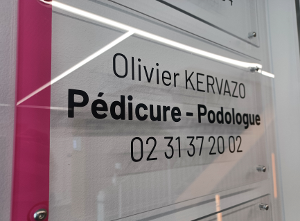 Olivier KERVAZO
Pédicure - Podologue
02 31 37 20 02